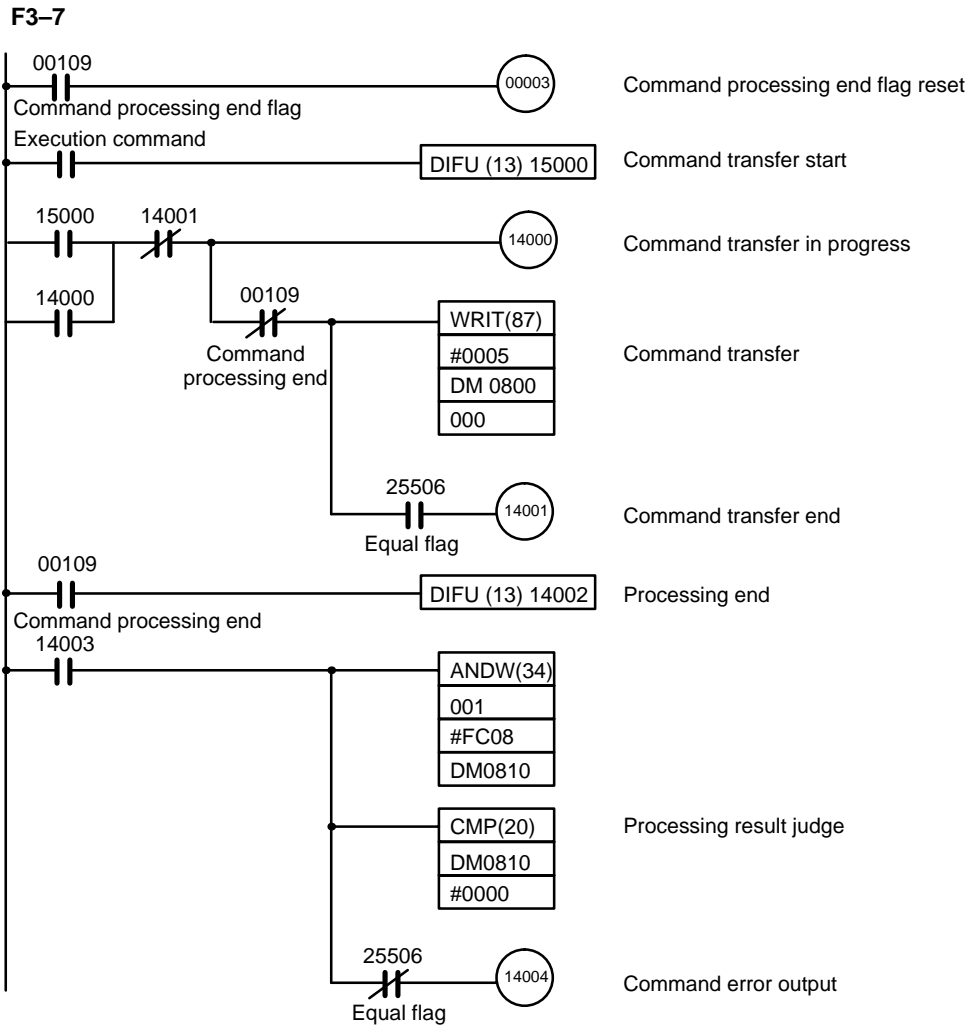 F3–7
00109
00003
Command processing end flag reset
Command processing end flag
Execution command
DIFU (13) 15000
Command transfer start
15000
14001
14000
Command transfer in progress
14000
00109
Command
processing end
WRIT(87)
#0005
DM 0800
000
Command transfer
25506
14001
Command transfer end
Equal flag
00109
DIFU (13) 14002
Processing end
Command processing end
14003
ANDW(34)
001
#FC08
DM0810
CMP(20)
Processing result judge
DM0810
#0000
25506
14004
Command error output
Equal flag